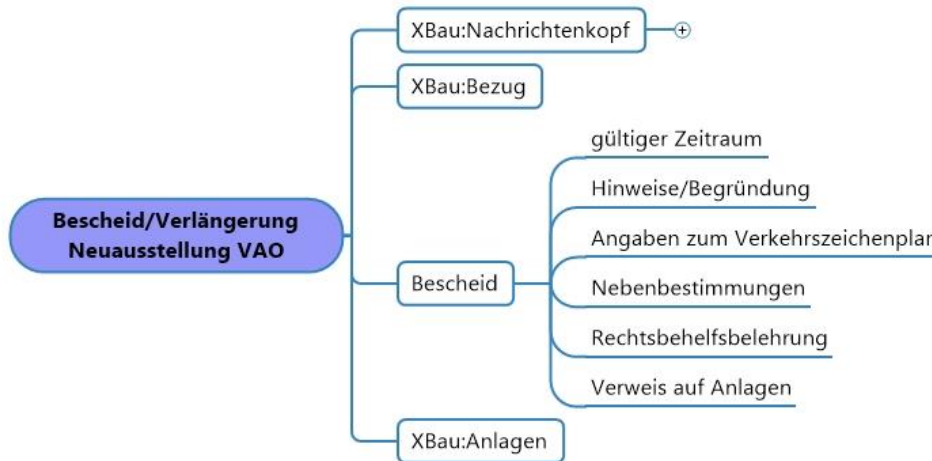 XBau:Nachrichtenkopf
XBau:Bezug
gültiger Zeitraum
Hinweise/Begründung
Bescheid/Verlängerung
Neuausstellung VAO
Angaben zum Verkehrszeichenplan
Bescheid
Nebenbestimmungen
Rechtsbehelfsbelehrung
Verweis auf Anlagen
XBau:Anlagen